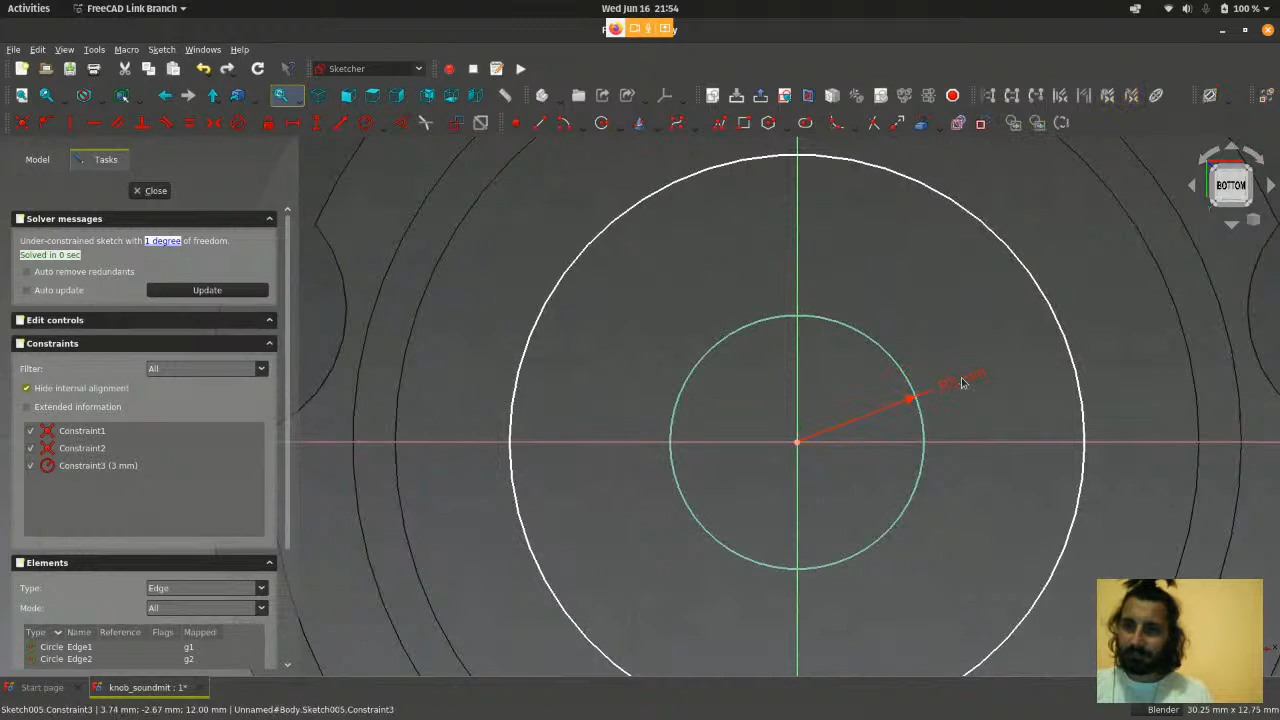 Activities
FreeCAD Link Branch
Wed Jun 16 21:54
100 %
File Edit View Tools Macro Sketch Windows Help
Sketcher
Model
Tasks
Close
Solver messages
Under-constrained sketch with 1 degree of freedom.
Solved in 0 sec
Auto remove redundants
Auto update
Update
Edit controls
Constraints
Filter:
All
Hide internal alignment
Extended information
Constraint1
Constraint2
Constraint3 (3 mm)
Elements
Type:
Edge
Mode:
All
Type Name Reference Flags Mapped
Circle Edge1 g1
Circle Edge2 g2
BOTTOM
Start page
knob_soundmit : 1*
Sketch005.Constraint3 | 3.74 mm; -2.67 mm; 12.00 mm | Unnamed#Body.Sketch005.Constraint3
Blender
30.25 mm x 12.75 mm